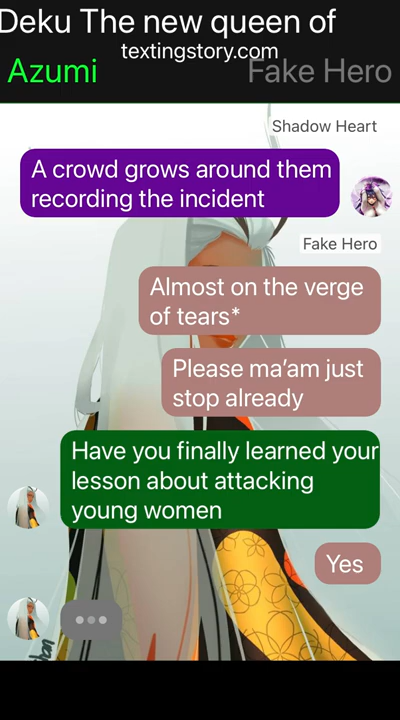 Deku The new queen of
textingstory.com
Azumi
Fake Hero
Shadow Heart
A crowd grows around them
recording the incident
Fake Hero
Almost on the verge
of tears*
Please ma’am just
stop already
Have you finally learned your
lesson about attacking
young women
Yes